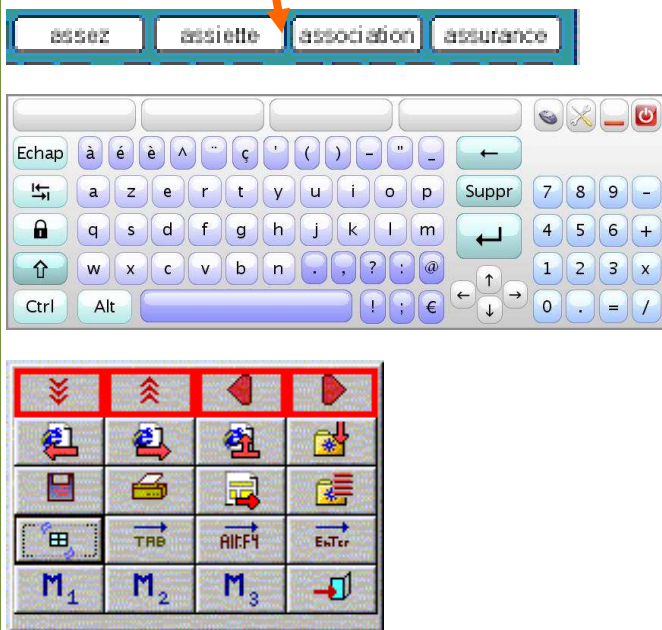 assez assiette association assurance
Echap à é è ^ ¨ ç ' ( ) - " _ ←
a z e r t y u i o p Suppr 7 8 9 -
q s d f g h j k l m 4 5 6 +
w x c v b n . , ? : @ ↑ 1 2 3 x
Ctrl Alt ! ; € ← ↓ → 0 . = /
TAB Alt:F4 EnTer
M1 M2 M3